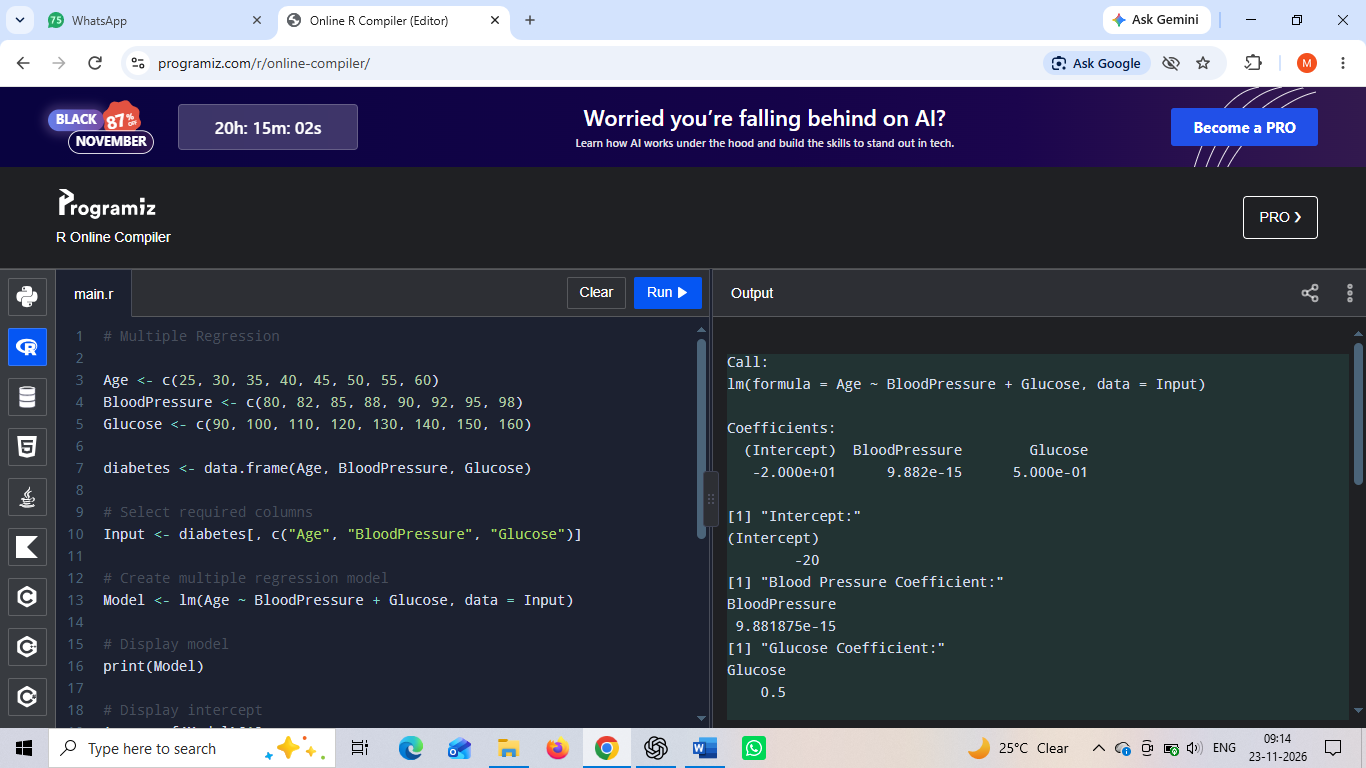 75 WhatsApp
Online R Compiler (Editor)
Ask Gemini
programiz.com/r/online-compiler/
Ask Google
M
BLACK
87% OFF
NOVEMBER
20h: 15m: 02s
Worried you're falling behind on AI?
Learn how AI works under the hood and build the skills to stand out in tech.
Become a PRO
Programiz
R Online Compiler
PRO
main.r
Clear
Run
Output
1 # Multiple Regression
2
3 Age <- c(25, 30, 35, 40, 45, 50, 55, 60)
4 BloodPressure <- c(80, 82, 85, 88, 90, 92, 95, 98)
5 Glucose <- c(90, 100, 110, 120, 130, 140, 150, 160)
6
7 diabetes <- data.frame(Age, BloodPressure, Glucose)
8
9 # Select required columns
10 Input <- diabetes[, c("Age", "BloodPressure", "Glucose")]
11
12 # Create multiple regression model
13 Model <- lm(Age ~ BloodPressure + Glucose, data = Input)
14
15 # Display model
16 print(Model)
17
18 # Display intercept
Call:
lm(formula = Age ~ BloodPressure + Glucose, data = Input)
Coefficients:
(Intercept) BloodPressure Glucose
-2.000e+01 9.882e-15 5.000e-01
[1] "Intercept:"
(Intercept)
-20
[1] "Blood Pressure Coefficient:"
BloodPressure
9.881875e-15
[1] "Glucose Coefficient:"
Glucose
0.5
Type here to search
25°C Clear
ENG
09:14
23-11-2026